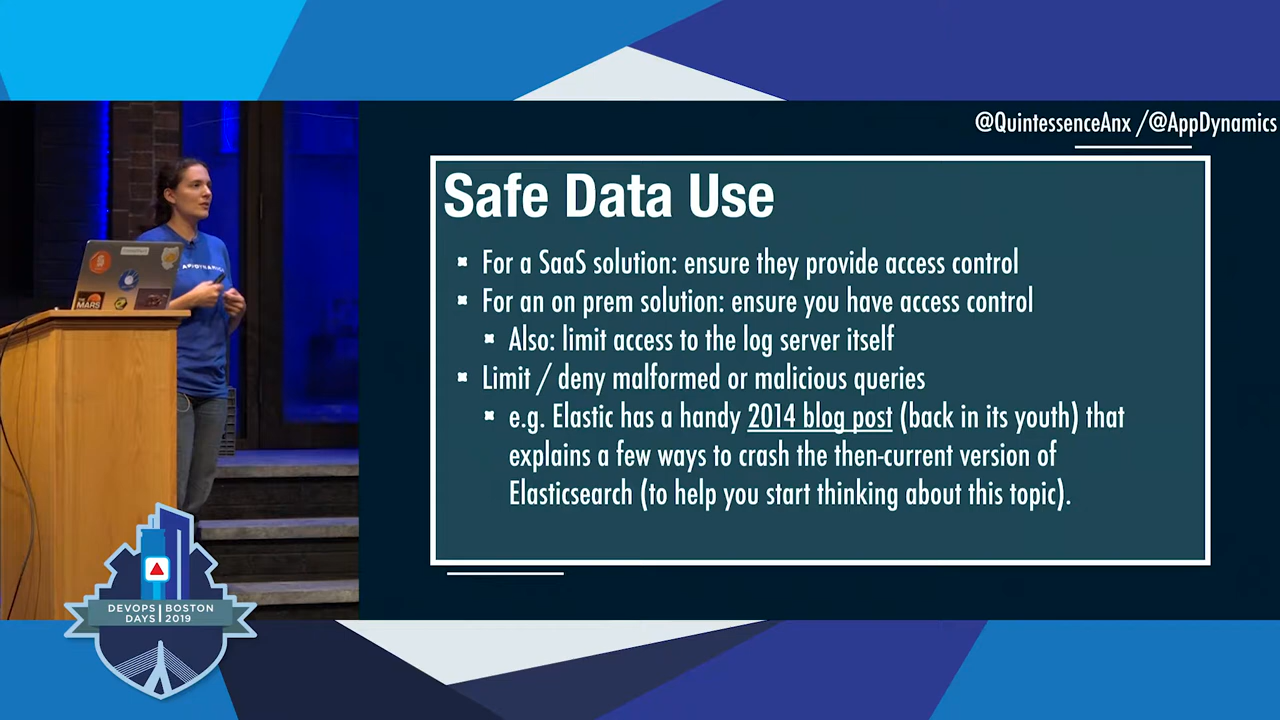 @QuintessenceAnx /@AppDynamics
Safe Data Use
For a SaaS solution: ensure they provide access control
For an on prem solution: ensure you have access control
Also: limit access to the log server itself
Limit / deny malformed or malicious queries
e.g. Elastic has a handy 2014 blog post (back in its youth) that
explains a few ways to crash the then-current version of
Elasticsearch (to help you start thinking about this topic).
APPDYNAMICS
MARS
DEVOPS BOSTON
DAYS 2019